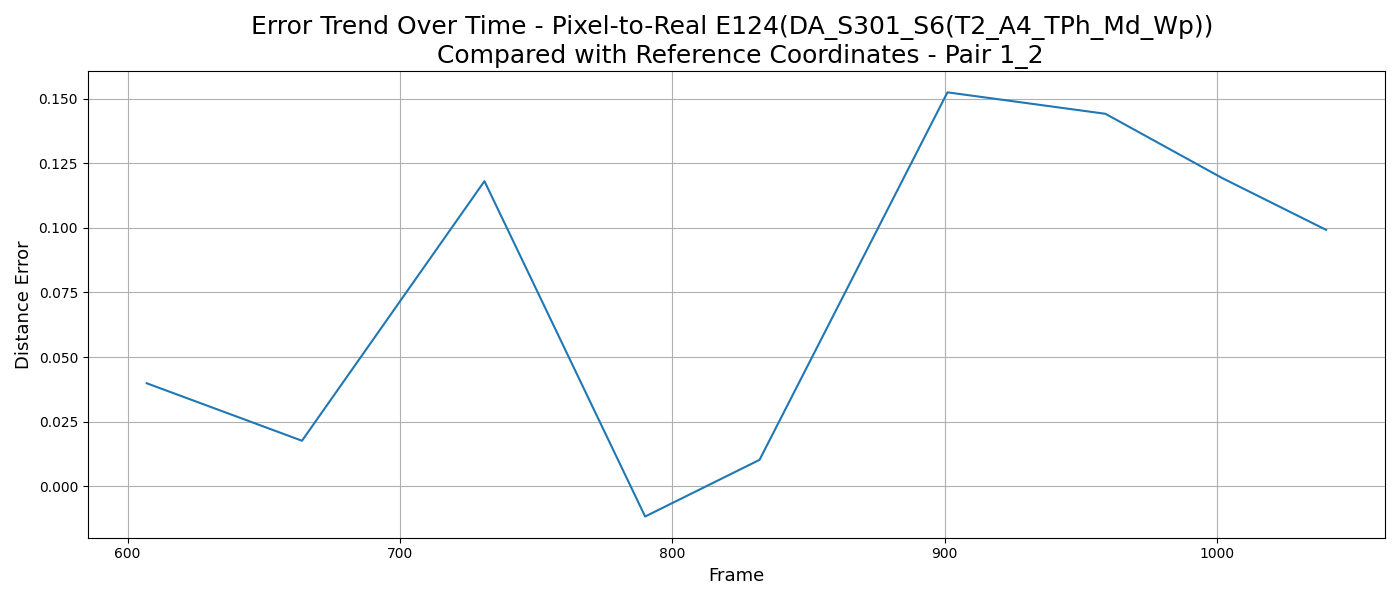 Error Trend Over Time - Pixel-to-Real E124(DA_S301_S6(T2_A4_TPh_Md_Wp))
Compared with Reference Coordinates - Pair 1_2
Distance Error
0.150
0.125
0.100
0.075
0.050
0.025
0.000
600 700 800 900 1000
Frame